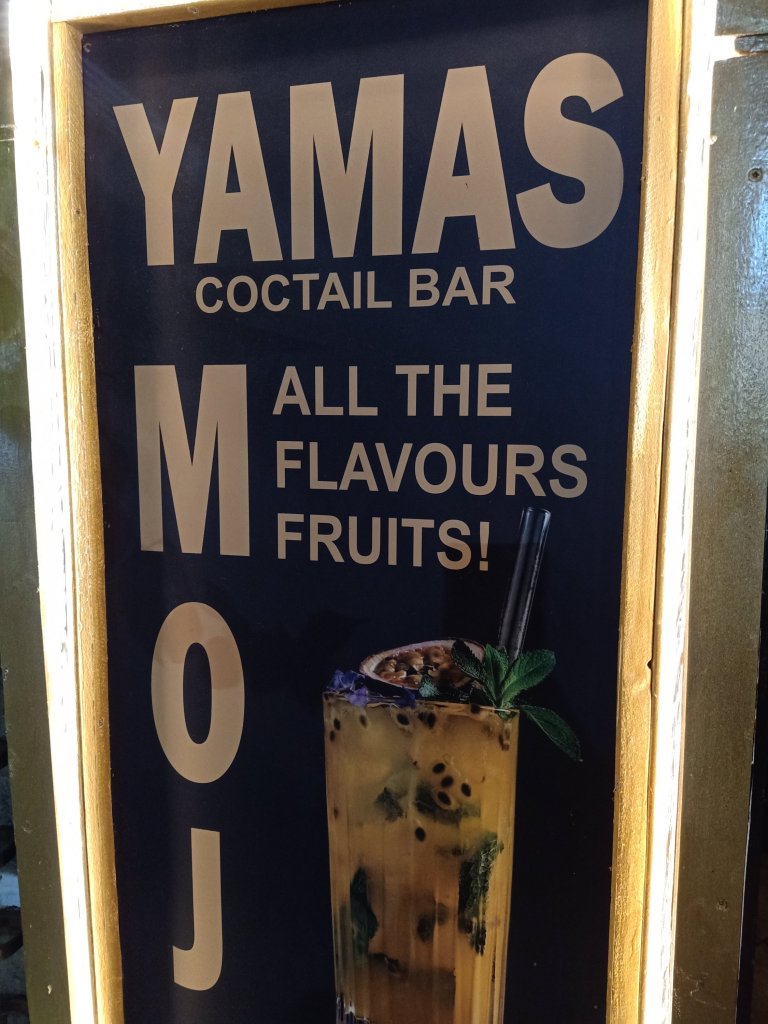 YAMAS
COCTAIL BAR
ALL THE
FLAVOURS
FRUITS!
M
O
J